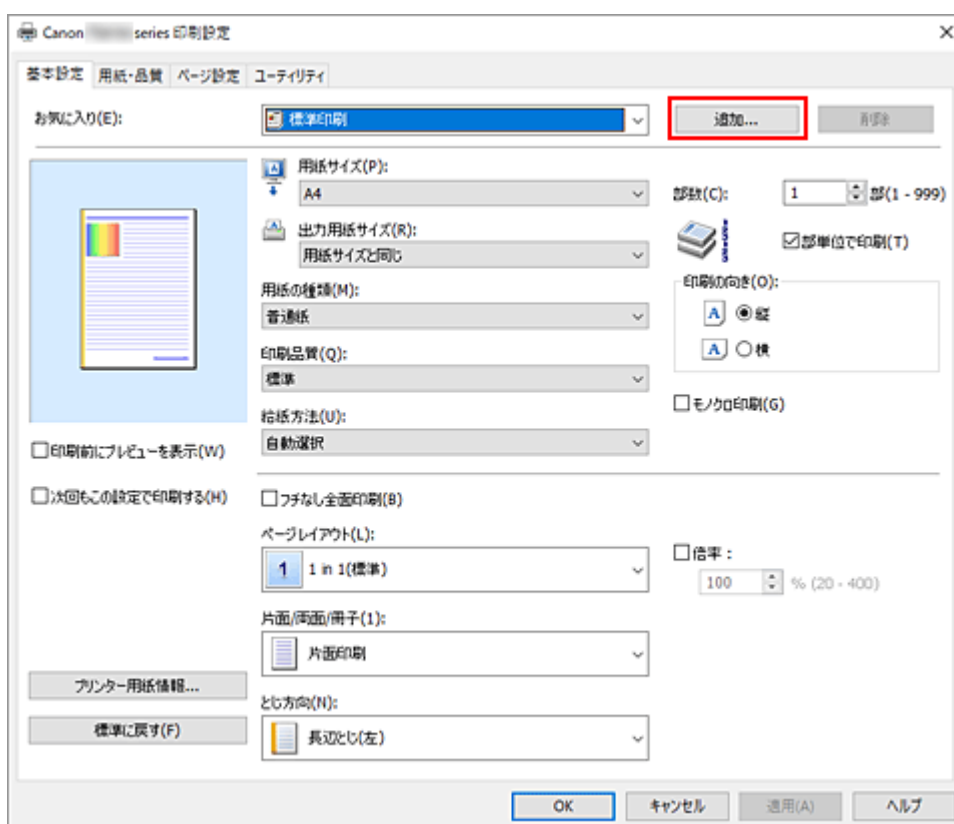 Canon series 印刷設定
基本設定 用紙・品質 ページ設定 ユーティリティ
お気に入り(E): 標準印刷 追加... 削除
用紙サイズ(P):
A4
部数(C): 1 部(1 - 999)
出力用紙サイズ(R):
用紙サイズと同じ
部単位で印刷(T)
用紙の種類(M):
普通紙
印刷の向き(O):
A 縦
A 横
印刷品質(Q):
標準
モノクロ印刷(G)
給紙方法(U):
自動選択
印刷前にプレビューを表示(W)
次回もこの設定で印刷する(H)
フチなし全面印刷(B)
ページレイアウト(L):
1 1 in 1(標準)
倍率：
100 % (20 - 400)
片面/両面/冊子(1):
片面印刷
プリンター用紙情報...
とじ方向(N):
標準に戻す(F)
長辺とじ(左)
OK キャンセル 適用(A) ヘルプ